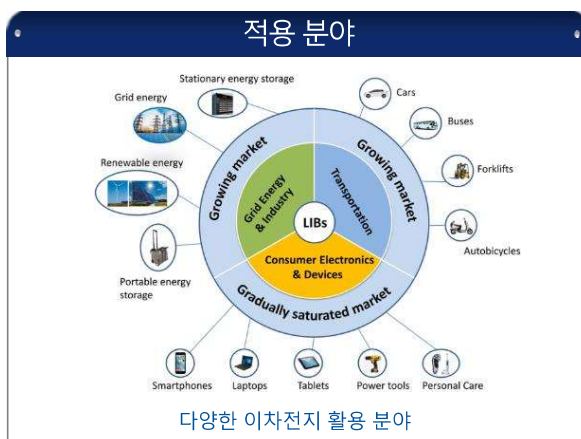 적용 분야
Stationary energy storage
Grid energy
Renewable energy
Portable energy
storage
Cars
Buses
Forklifts
Autobicycles
Growing market
Growing market
Gradually saturated market
Grid Energy
& Industry
Transportation
LIBs
Consumer Electronics
& Devices
Smartphones
Laptops
Tablets
Power tools
Personal Care
다양한 이차전지 활용 분야